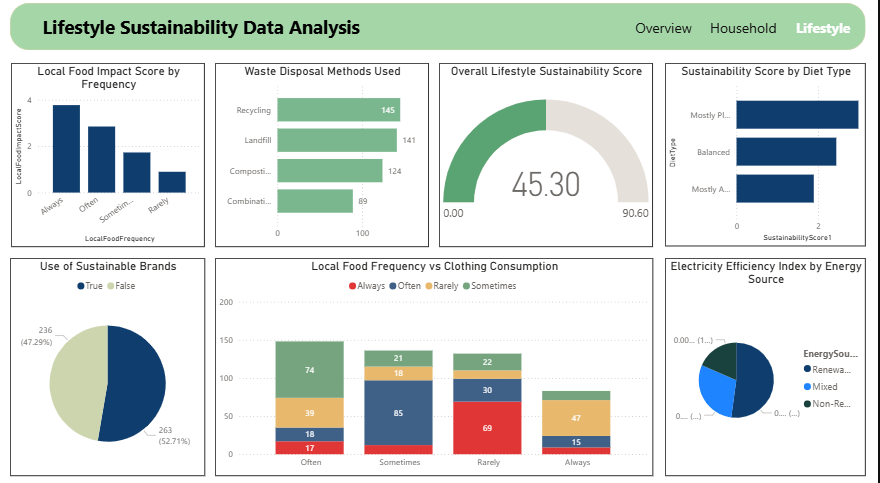 Lifestyle Sustainability Data Analysis
Overview Household Lifestyle
Local Food Impact Score by
Frequency
4
2
0
LocalFoodImpactScore
Always
Often
Sometim...
Rarely
LocalFoodFrequency
Waste Disposal Methods Used
Recycling 145
Landfill 141
Composti... 124
Combinati... 89
0 100
Overall Lifestyle Sustainability Score
45.30
0.00 90.60
Sustainability Score by Diet Type
DietType
Mostly Pl...
Balanced
Mostly A...
0 2
SustainabilityScore1
Use of Sustainable Brands
True False
236
(47.29%)
263
(52.71%)
Local Food Frequency vs Clothing Consumption
Always Often Rarely Sometimes
200
150
100
50
0
74
39
18
17
21
18
85
22
30
69
47
15
Often Sometimes Rarely Always
Electricity Efficiency Index by Energy
Source
0.00... (1...)
0.... (...)
0.... (...)
EnergySou...
Renewa...
Mixed
Non-Re...